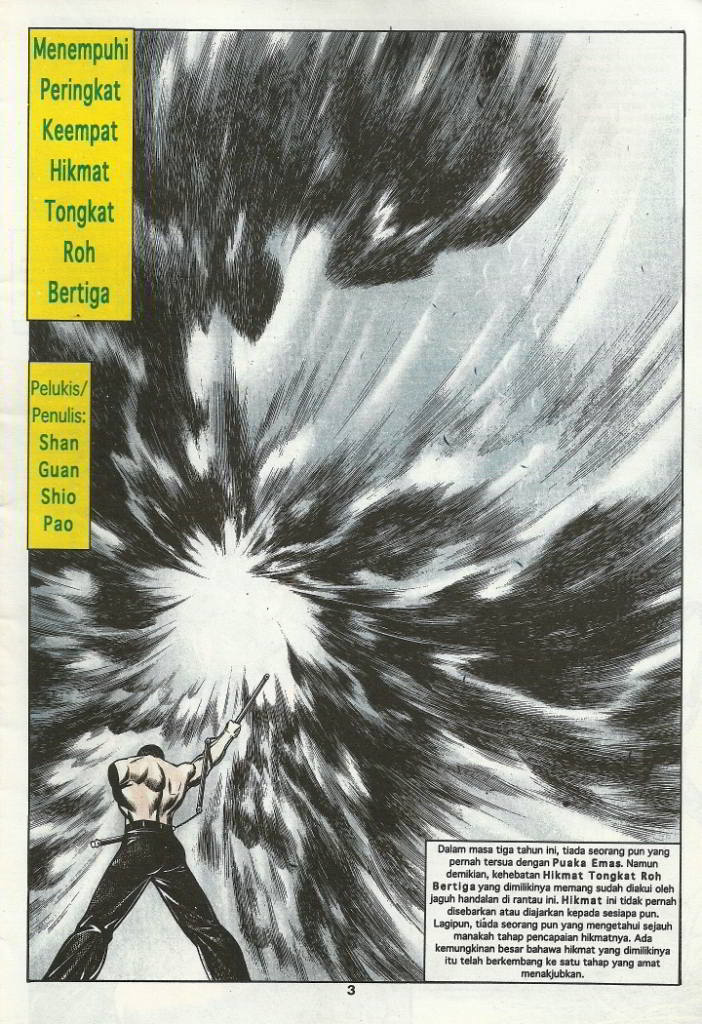 Menempuhi
Peringkat
Keempat
Hikmat
Tongkat
Roh
Bertiga
Pelukis/
Penulis:
Shan
Guan
Shio
Pao
Dalam masa tiga tahun ini, tiada seorang pun yang
pernah tersua dengan Puaka Emas. Namun
demikian, kehebatan Hikmat Tongkat Roh
Bertiga yang dimilikinya memang sudah diakui oleh
jaguh handalan di rantau ini. Hikmat ini tidak pernah
disebarkan atau diajarkan kepada sesiapa pun.
Lagipun, tiada seorang pun yang mengetahui sejauh
manakah tahap pencapaian hikmatnya. Ada
kemungkinan besar bahawa hikmat yang dimilikinya
itu telah berkembang ke satu tahap yang amat
menakjubkan.
3